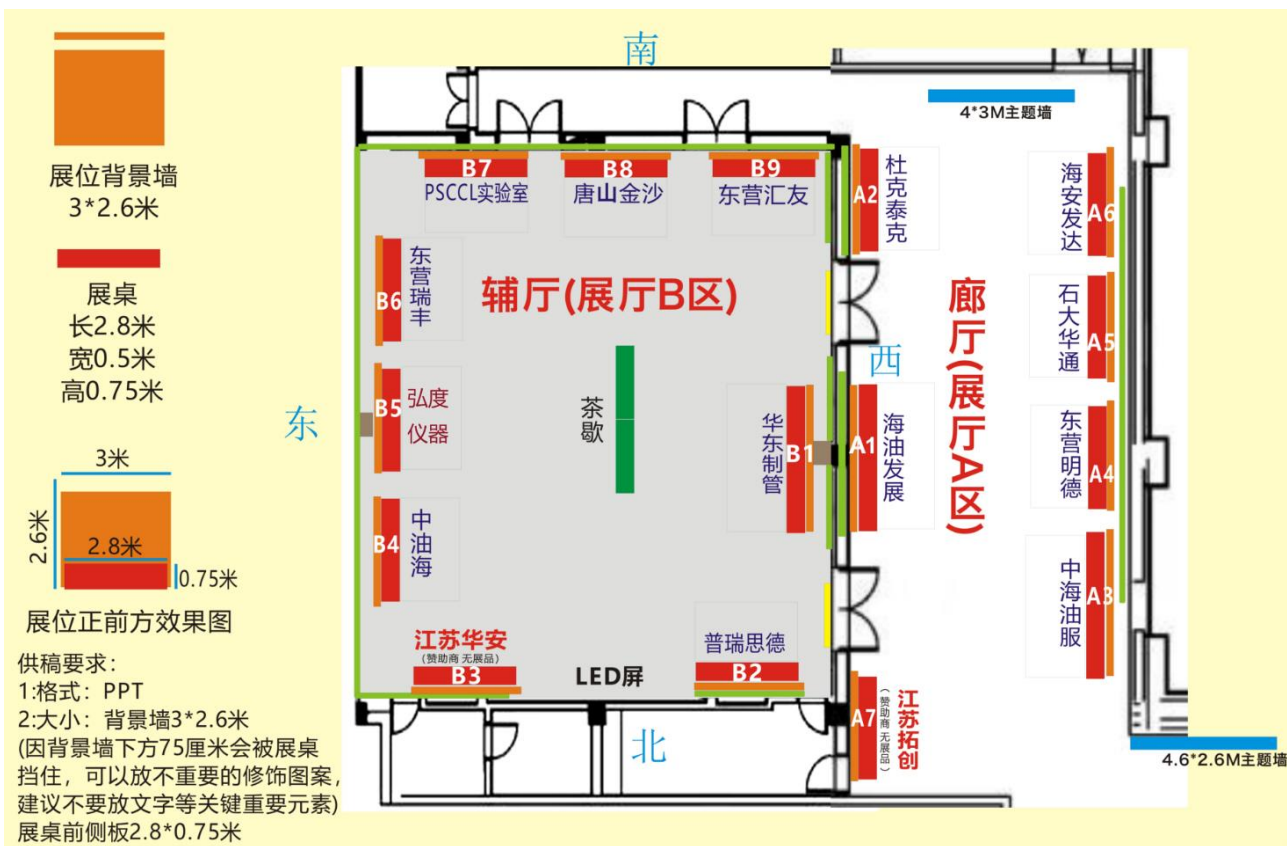 展位背景墙
3*2.6米
展桌
长2.8米
宽0.5米
高0.75米
3米
2.6米
2.8米
0.75米
展位正前方效果图
供稿要求：
1:格式：PPT
2:大小：背景墙3*2.6米
(因背景墙下方75厘米会被展桌
挡住，可以放不重要的修饰图案，
建议不要放文字等关键重要元素)
展桌前侧板2.8*0.75米
南
4*3M主题墙
B7
PSCCL实验室
B8
唐山金沙
B9
东营汇友
A2
杜克泰克
海安发达
A6
B6
东营瑞丰
辅厅(展厅B区)
廊厅(展厅A区)
石大华通
A5
西
东
B5
弘度
仪器
茶歇
华东制管
B1
A1
海油发展
东营明德
A4
B4
中油海
中海油服
A3
江苏华安
(赞助商 无展品)
B3
LED屏
普瑞思德
B2
A7
(赞助商 无展品)
江苏拓创
北
4.6*2.6M主题墙